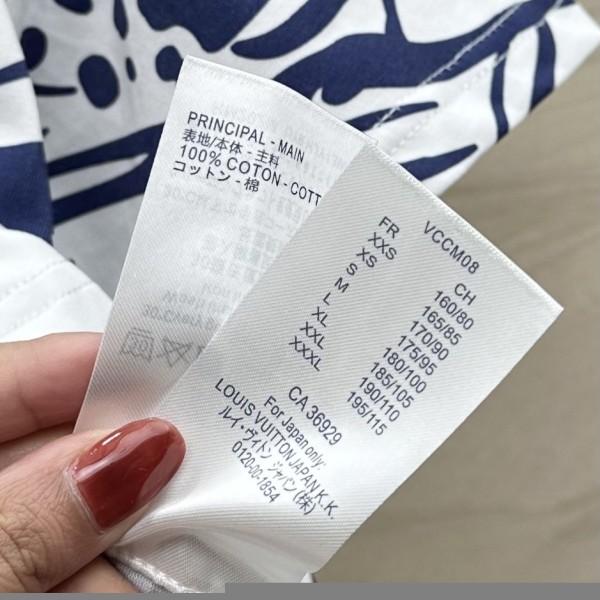 PRINCIPAL - MAIN
表地/本体 - 主料
100% COTON - COTT
コットン - 棉
VCCM08
FR CH
XXS 160/80
XS 165/85
S 170/90
M 175/95
L 180/100
XL 185/105
XXL 190/110
XXXL 195/115
CA 36929
For Japan only:
LOUIS VUITTON JAPAN K.K.
ルイ・ヴィトン ジャパン (株)
0120-00-1854